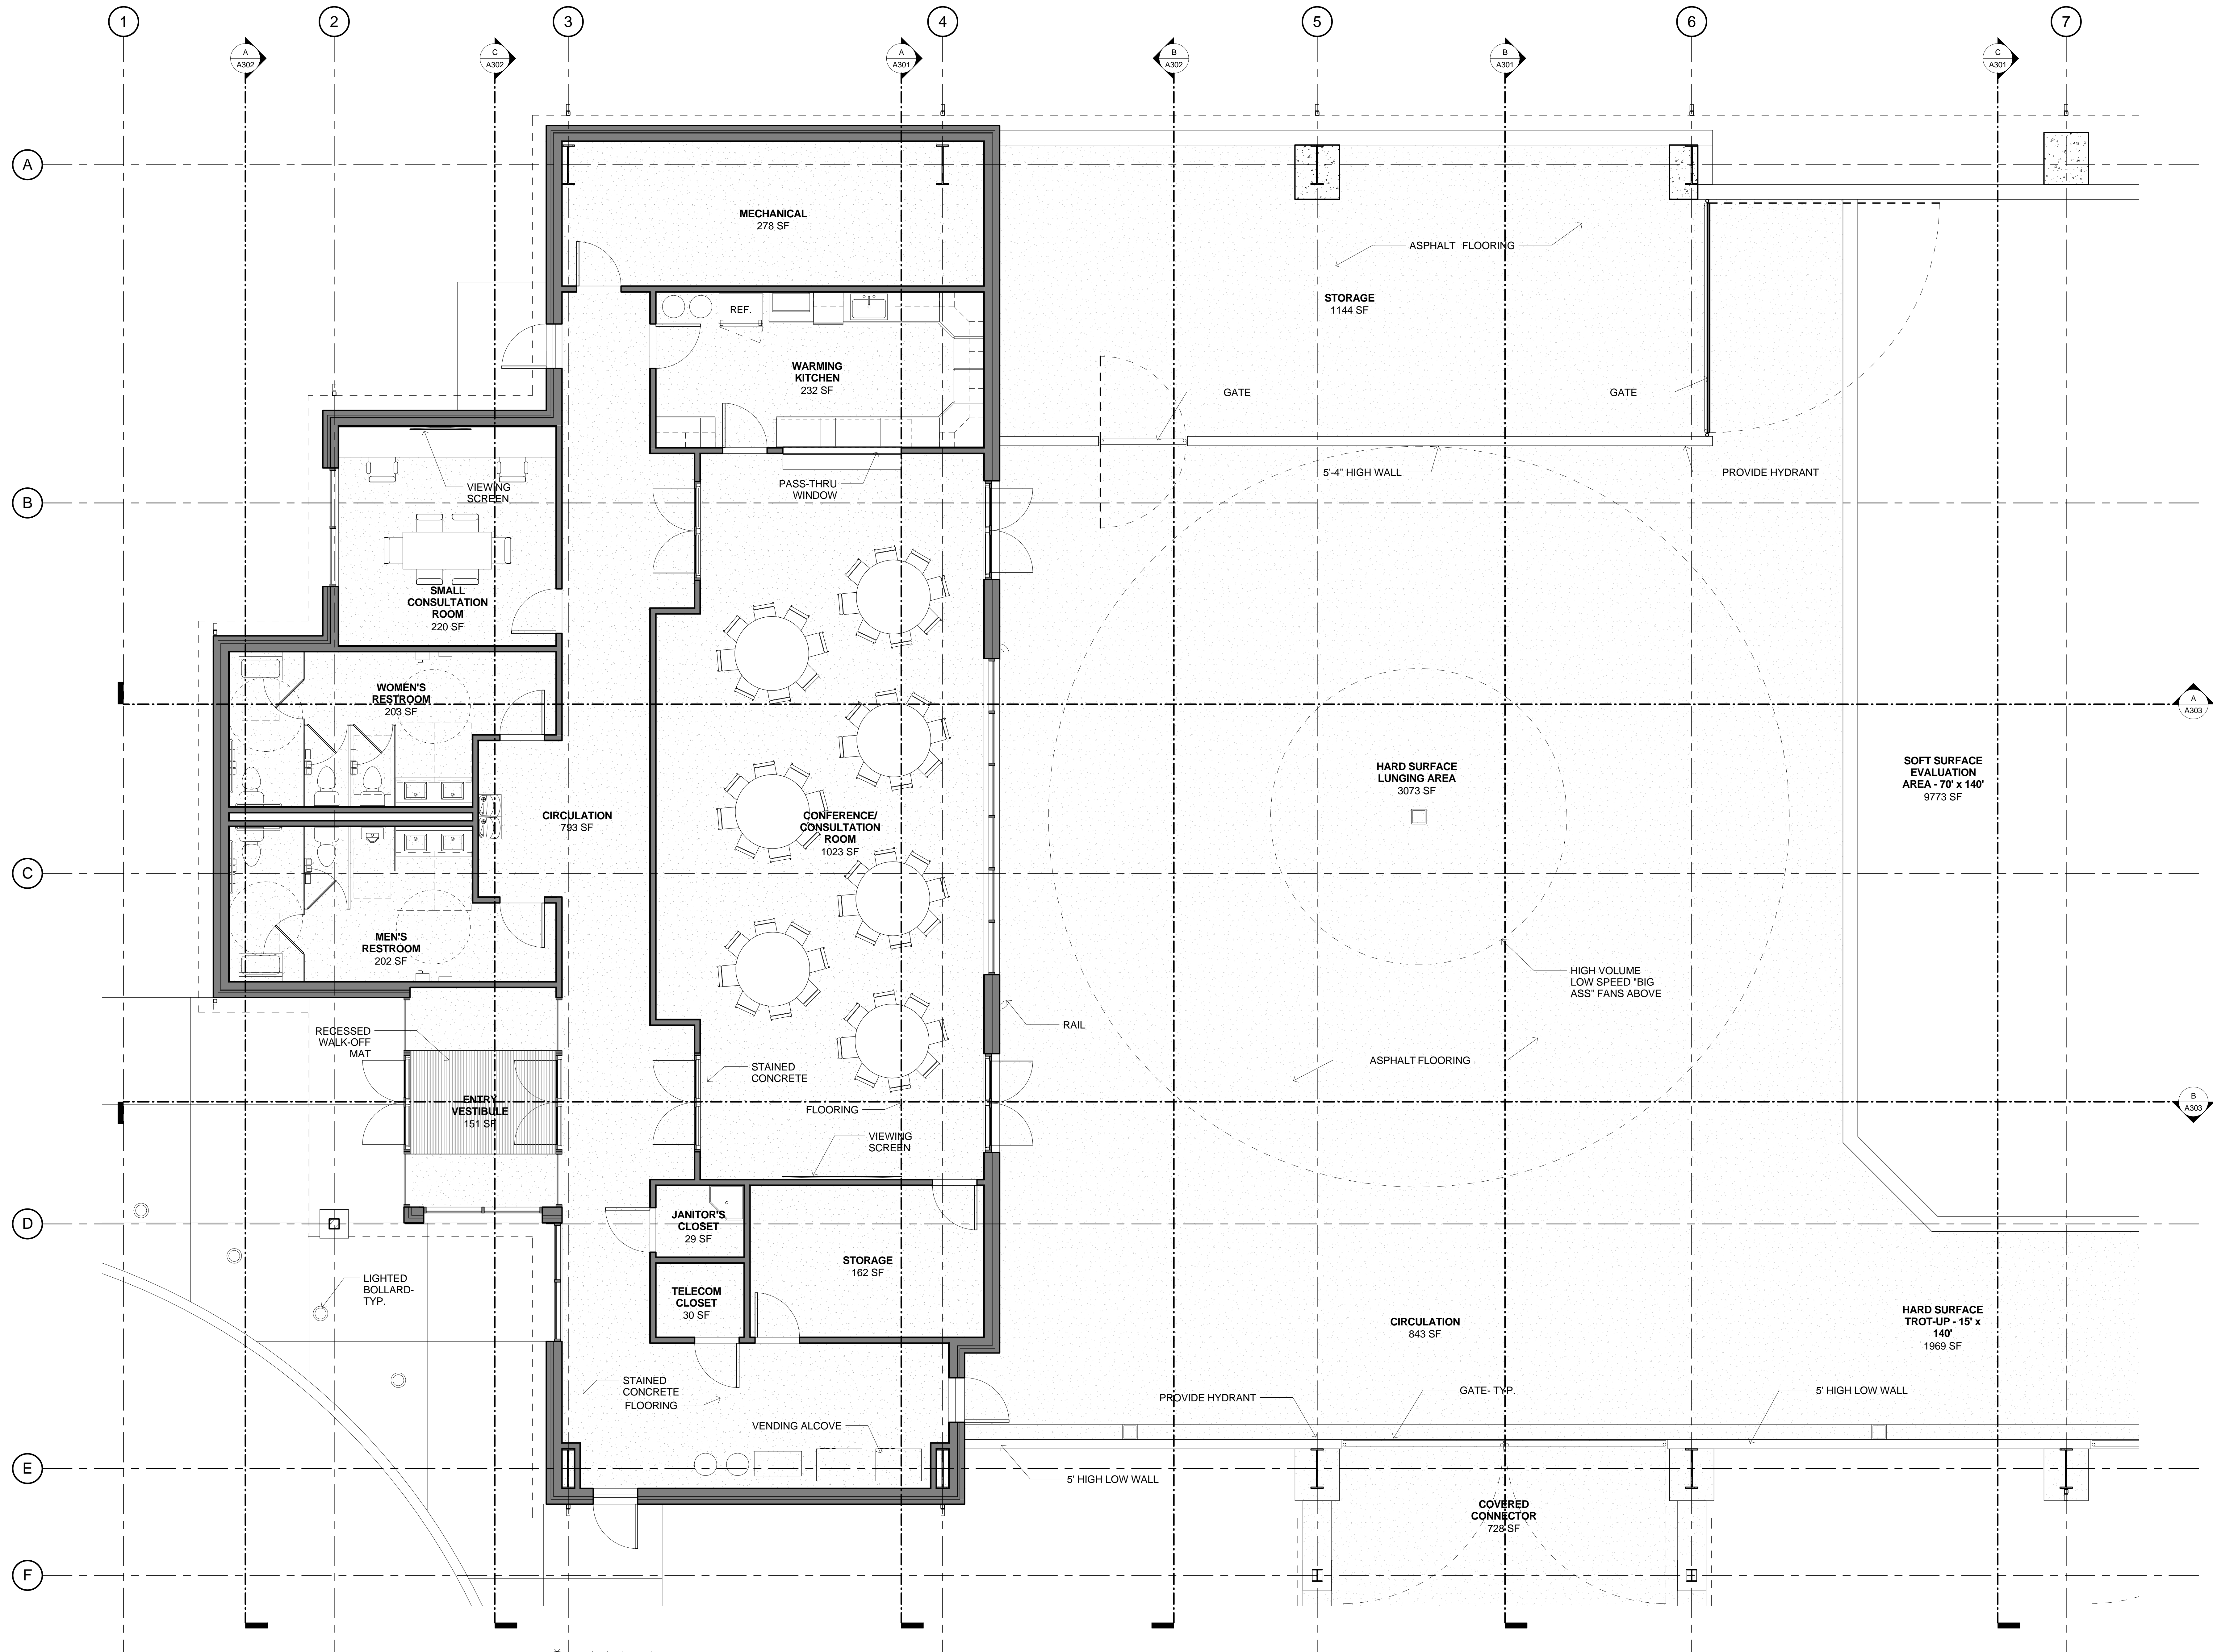 1
2
3
4
5
6
7
A
A302
C
A302
A
A301
B
A302
B
A301
C
A301
A
MECHANICAL
278 SF
ASPHALT FLOORING
STORAGE
1144 SF
REF.
WARMING
KITCHEN
232 SF
GATE
GATE
5'-4" HIGH WALL
PROVIDE HYDRANT
VIEWING
SCREEN
PASS-THRU
WINDOW
B
SMALL
CONSULTATION
ROOM
220 SF
WOMEN'S
RESTROOM
203 SF
A
A303
HARD SURFACE
LUNGING AREA
3073 SF
SOFT SURFACE
EVALUATION
AREA - 70' x 140'
9773 SF
CIRCULATION
793 SF
CONFERENCE/
CONSULTATION
ROOM
1023 SF
C
MEN'S
RESTROOM
202 SF
HIGH VOLUME
LOW SPEED "BIG
ASS" FANS ABOVE
RECESSED
WALK-OFF
MAT
RAIL
STAINED
CONCRETE
FLOORING
ASPHALT FLOORING
ENTRY
VESTIBULE
151 SF
B
A303
VIEWING
SCREEN
D
JANITOR'S
CLOSET
29 SF
STORAGE
162 SF
LIGHTED
BOLLARD-
TYP.
TELECOM
CLOSET
30 SF
CIRCULATION
843 SF
HARD SURFACE
TROT-UP - 15' x
140'
1969 SF
STAINED
CONCRETE
FLOORING
PROVIDE HYDRANT
GATE- TYP.
5' HIGH LOW WALL
VENDING ALCOVE
E
5' HIGH LOW WALL
COVERED
CONNECTOR
728 SF
F